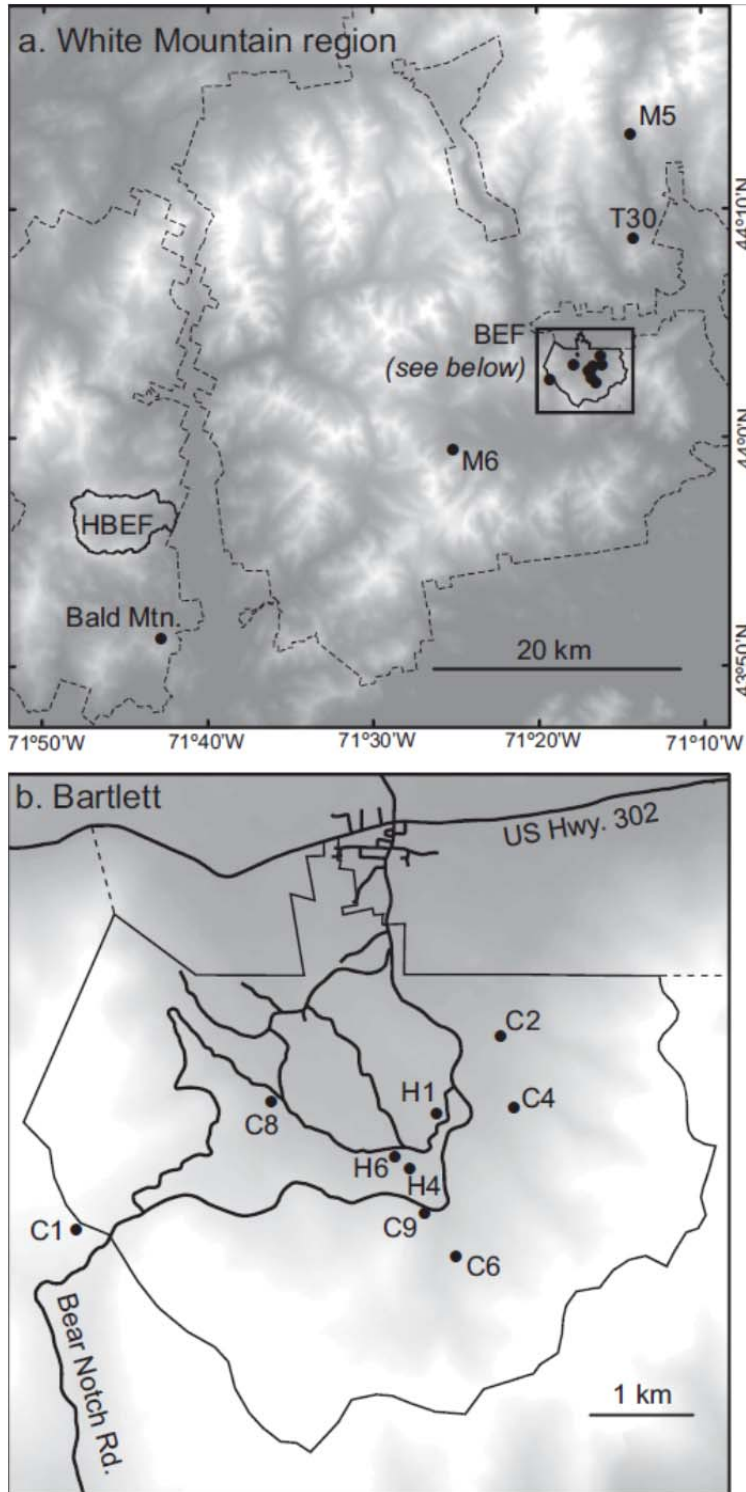 a. White Mountain region
M5
44°10'N
T30
BEF
(see below)
44°0'N
M6
HBEF
Bald Mtn.
20 km
43°50'N
71°50'W
71°40'W
71°30'W
71°20'W
71°10'W
b. Bartlett
US Hwy. 302
C2
H1
C4
C8
H6
H4
C9
C1
C6
Bear Notch Rd.
1 km